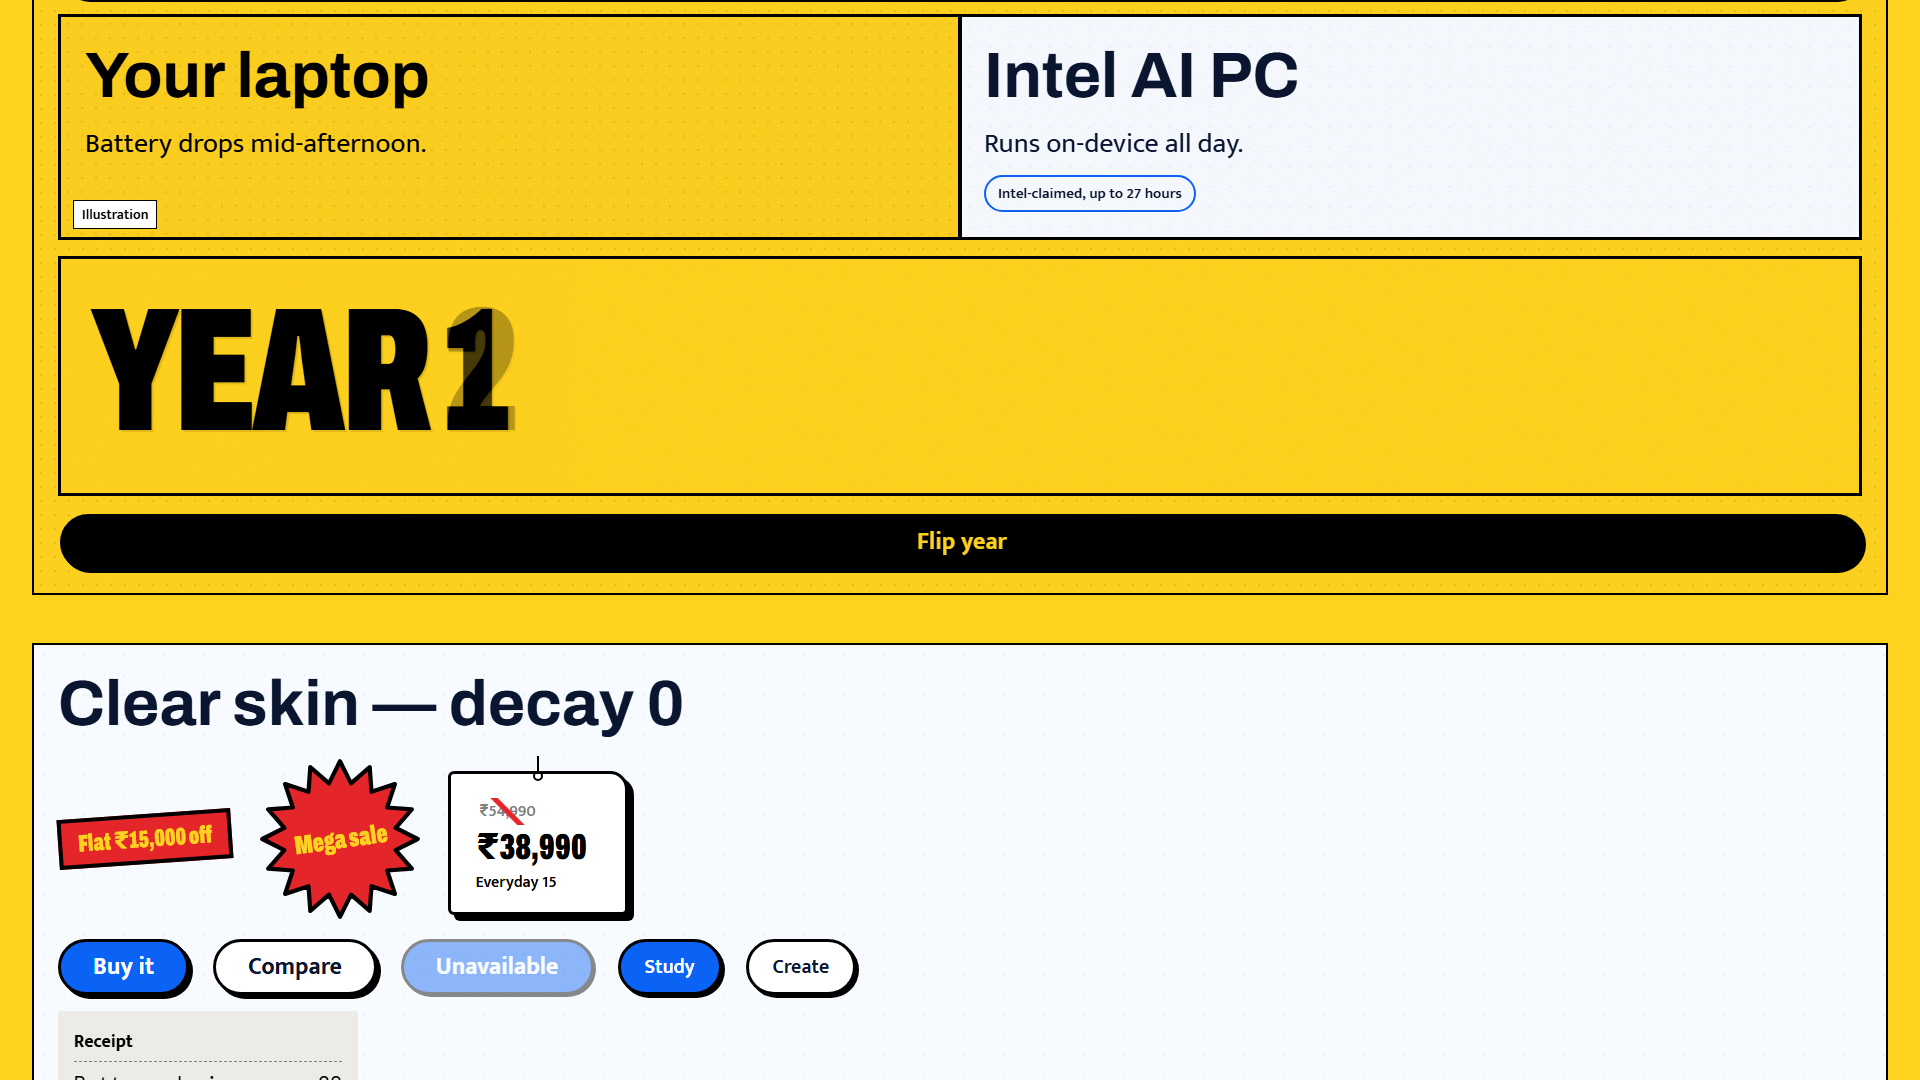 Your laptop
Battery drops mid-afternoon.
Illustration
Intel AI PC
Runs on-device all day.
Intel-claimed, up to 27 hours
YEAR 1
Flip year
Clear skin — decay 0
Flat ₹15,000 off
Mega sale
₹54,990
₹38,990
Everyday 15
Buy it
Compare
Unavailable
Study
Create
Receipt